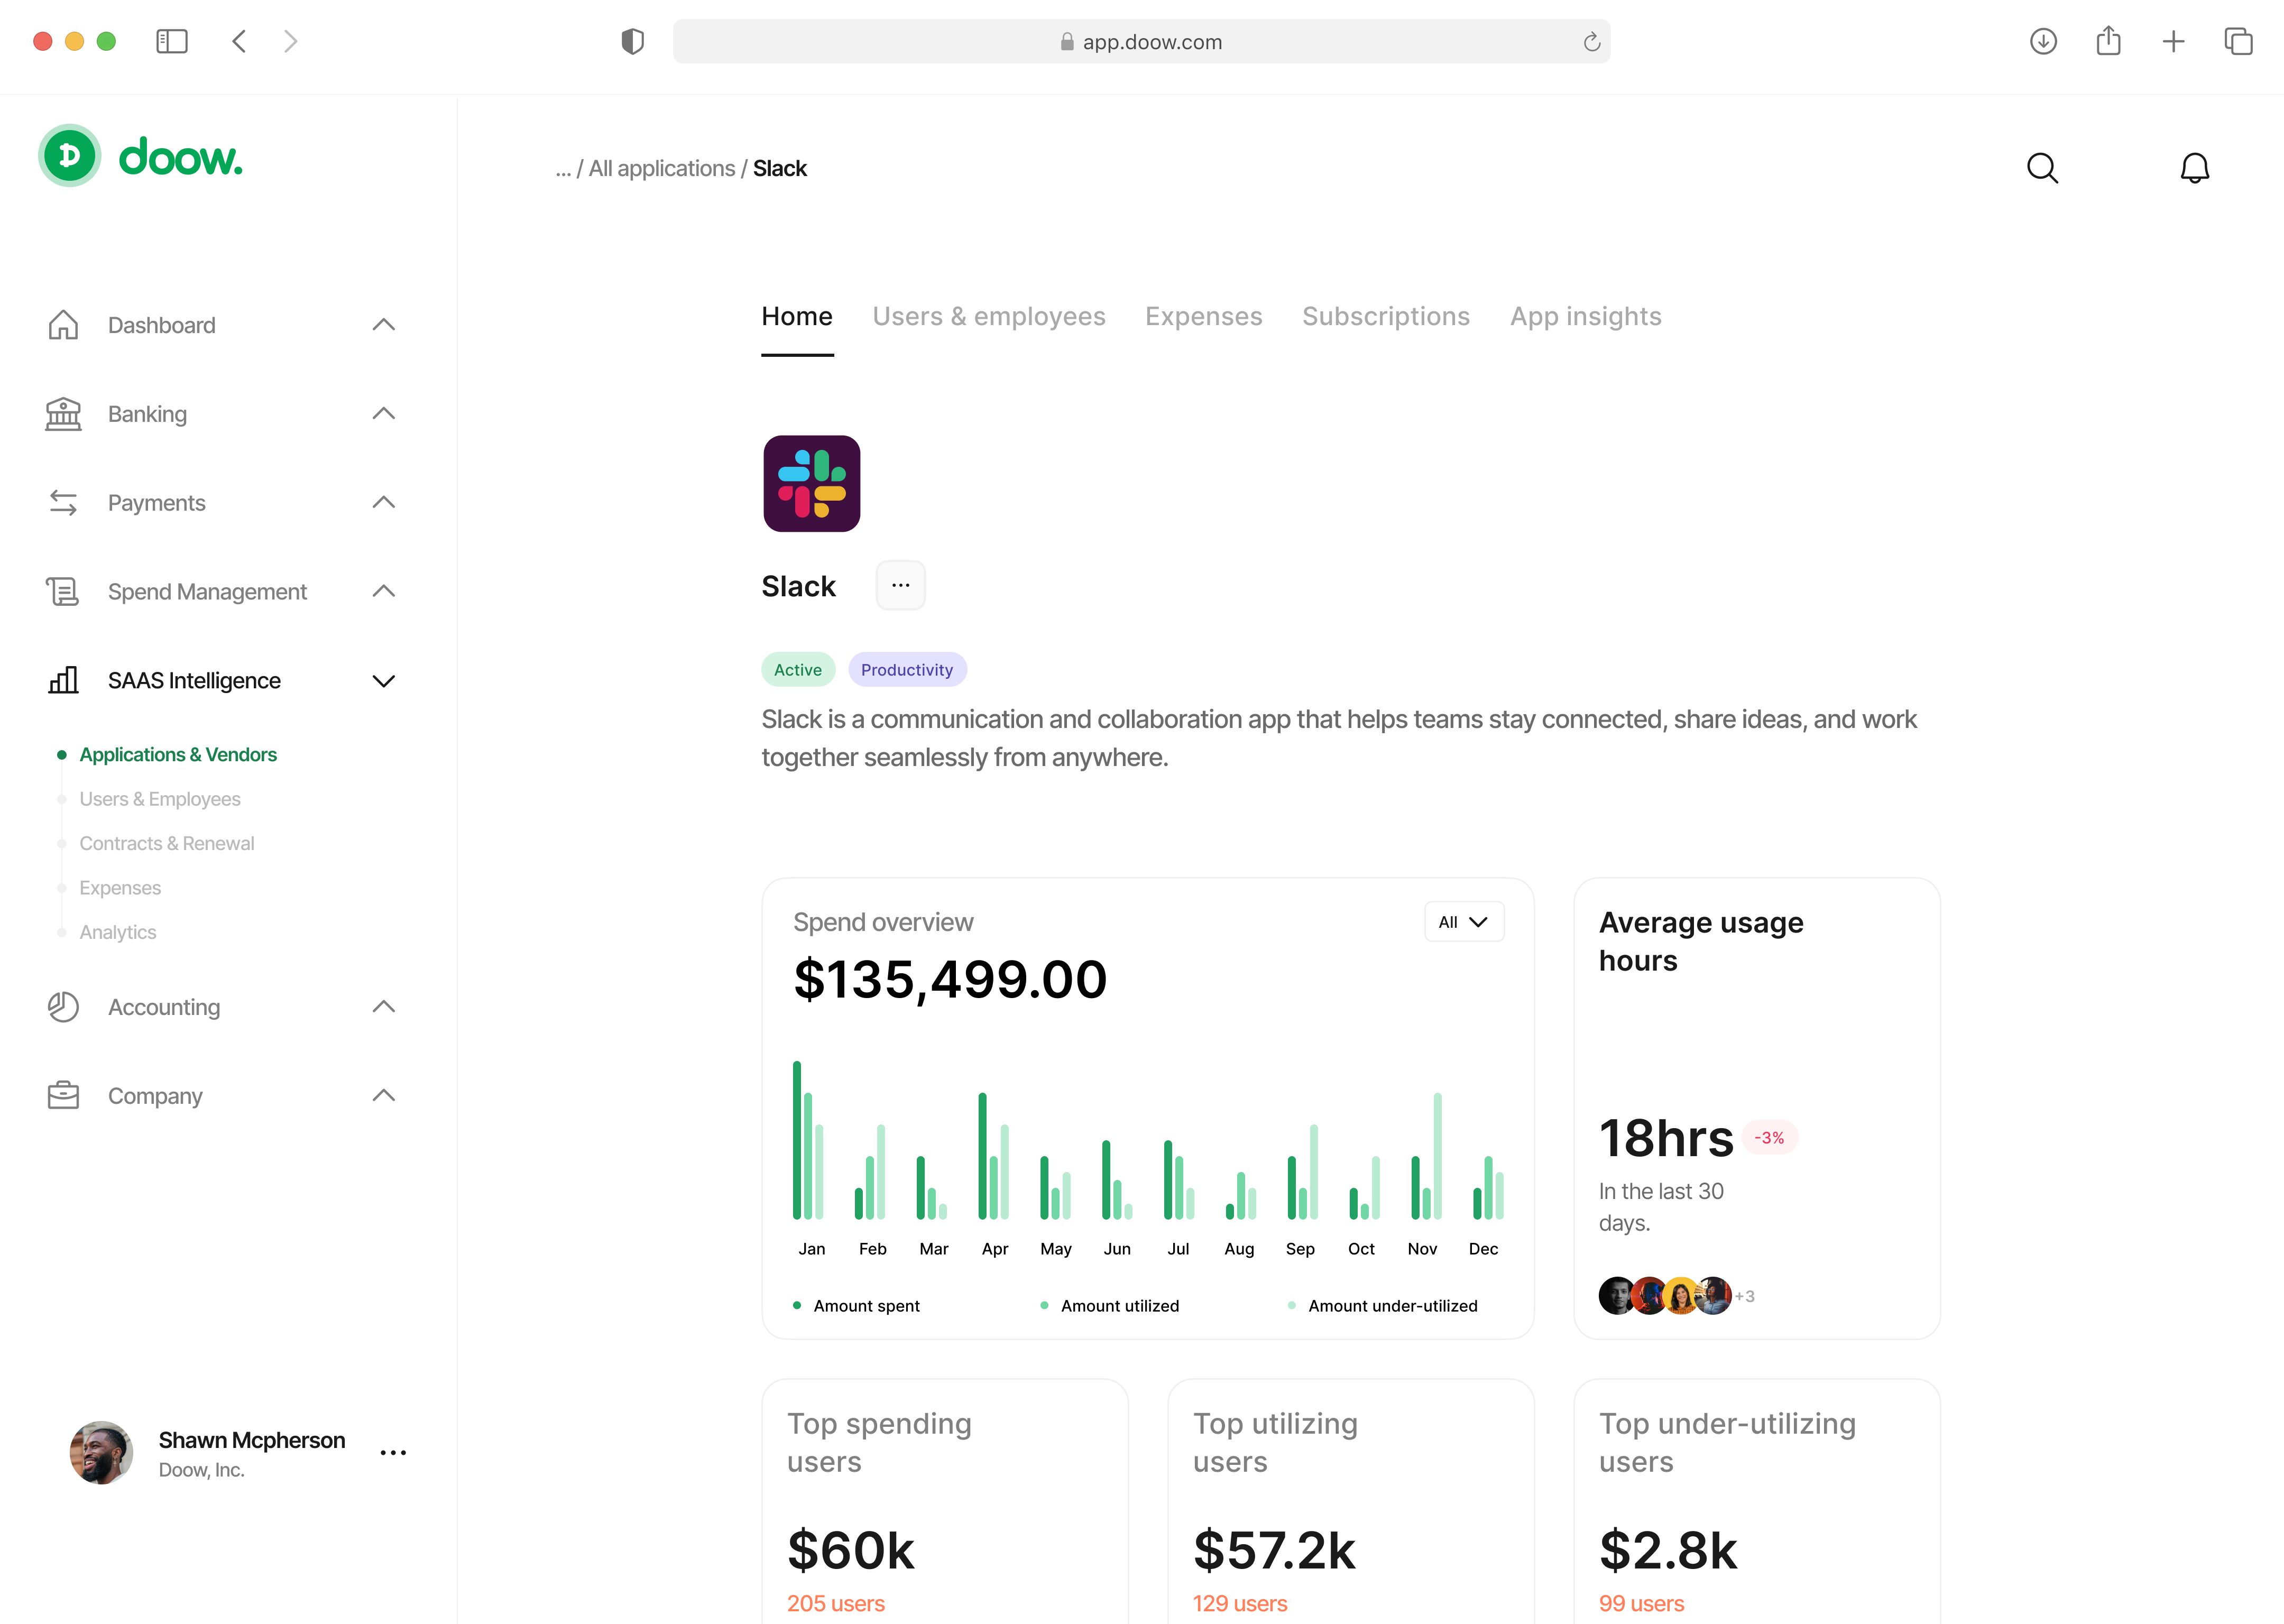 app.doow.com
doow.
... / All applications / Slack
Dashboard
Banking
Payments
Spend Management
SAAS Intelligence
Applications & Vendors
Users & Employees
Contracts & Renewal
Expenses
Analytics
Accounting
Company
Shawn Mcpherson
Doow, Inc.
Home Users & employees Expenses Subscriptions App insights
Slack
Active Productivity
Slack is a communication and collaboration app that helps teams stay connected, share ideas, and work
together seamlessly from anywhere.
Spend overview
All
$135,499.00
Jan Feb Mar Apr May Jun Jul Aug Sep Oct Nov Dec
Amount spent Amount utilized Amount under-utilized
Average usage
hours
18hrs -3%
In the last 30
days.
+3
Top spending
users
$60k
205 users
Top utilizing
users
$57.2k
129 users
Top under-utilizing
users
$2.8k
99 users